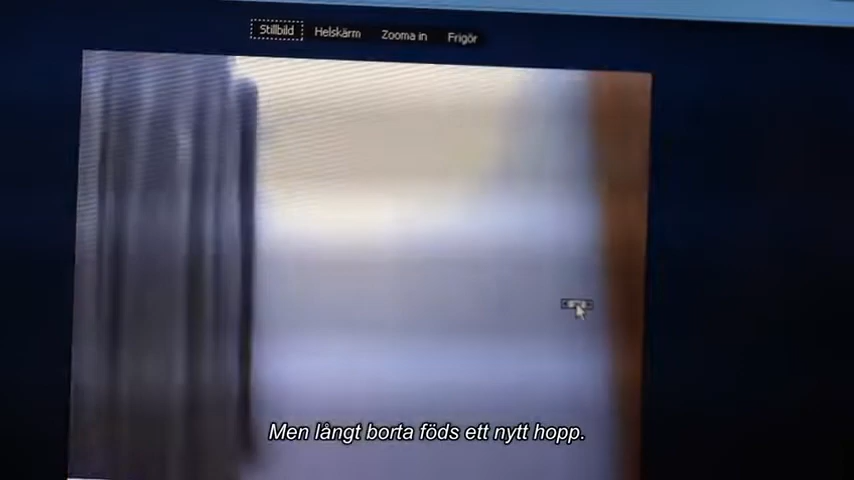 Stillbild Helskärm Zooma in Frigör
Men långt borta föds ett nytt hopp.